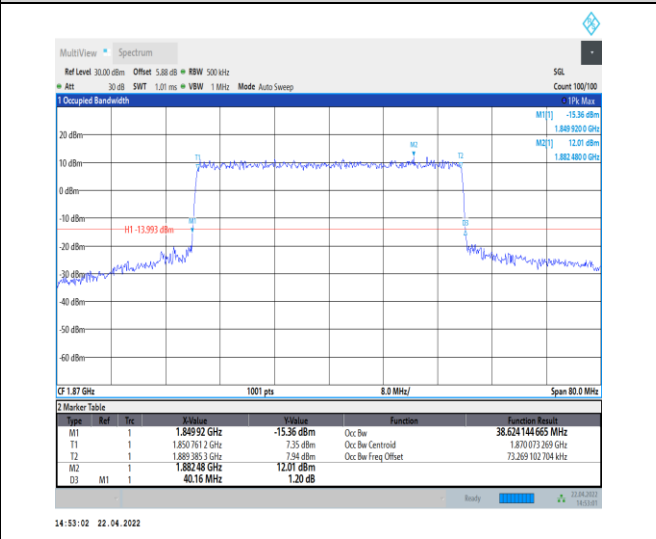 MultiView Spectrum
Ref Level 30.00 dBm Offset 5.88 dB RBW 500 kHz SGL
Att 30 dB SWT 1.01 ms VBW 1 MHz Mode Auto Sweep Count 100/100
1 Occupied Bandwidth 1Pk Max
M1[1] -15.36 dBm
1.849 920 0 GHz
M2[1] 12.01 dBm
1.882 480 0 GHz
20 dBm
M2
T1 T2
10 dBm
0 dBm
-10 dBm
M1 D3
H1 -13.993 dBm
-20 dBm
-30 dBm
-40 dBm
-50 dBm
-60 dBm
CF 1.87 GHz 1001 pts 8.0 MHz/ Span 80.0 MHz
2 Marker Table
Type Ref Trc X-Value Y-Value Function Function Result
M1 1 1.849 92 GHz -15.36 dBm Occ Bw 38.624 144 665 MHz
T1 1 1.850 761 2 GHz 7.35 dBm Occ Bw Centroid 1.870 073 269 GHz
T2 1 1.889 385 3 GHz 7.94 dBm Occ Bw Freq Offset 73.269 102 704 kHz
M2 1 1.882 48 GHz 12.01 dBm
D3 M1 1 40.16 MHz 1.20 dB
Ready 22.04.2022
14:53:01
14:53:02 22.04.2022